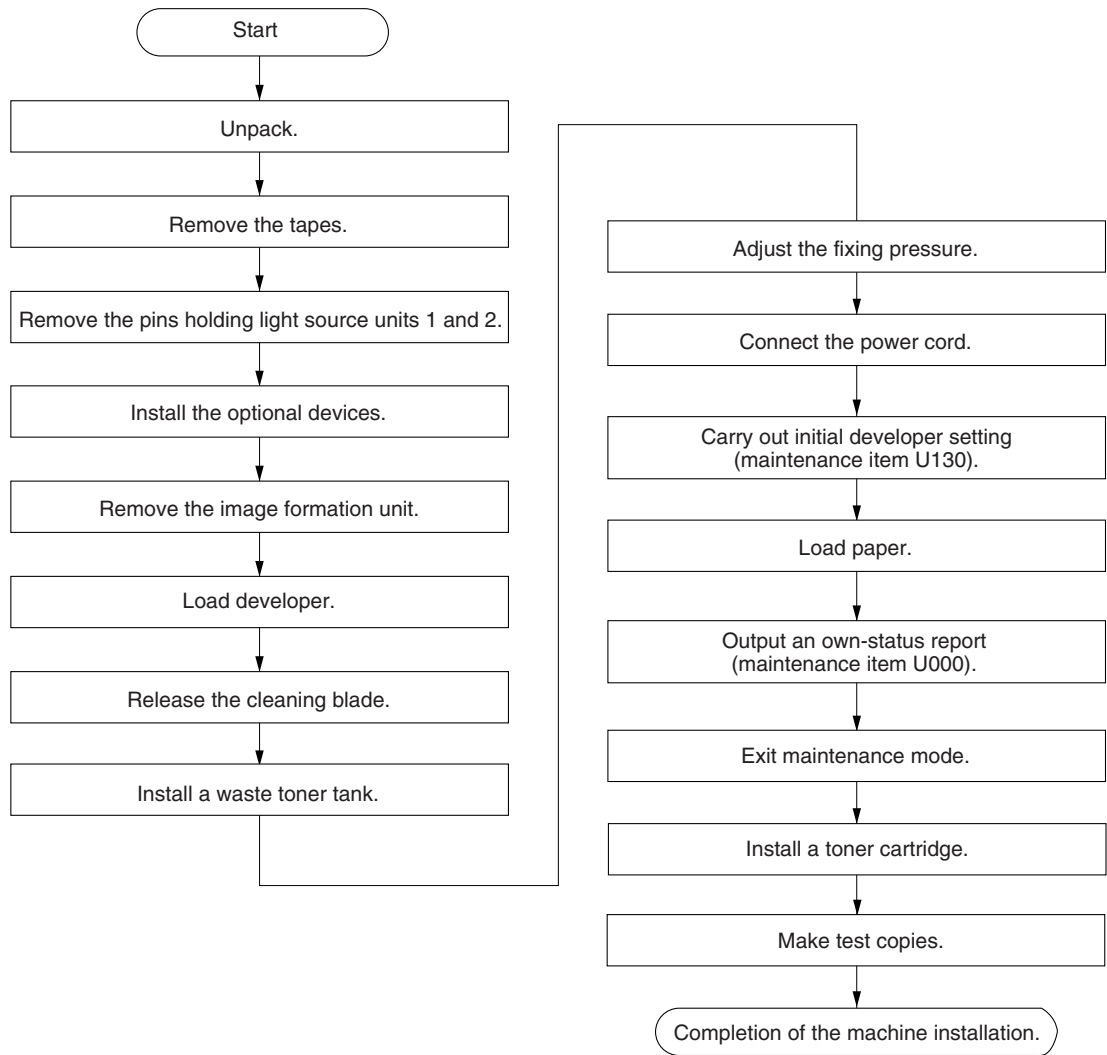 Start
Unpack.
Remove the tapes.
Remove the pins holding light source units 1 and 2.
Install the optional devices.
Remove the image formation unit.
Load developer.
Release the cleaning blade.
Install a waste toner tank.
Adjust the fixing pressure.
Connect the power cord.
Carry out initial developer setting
(maintenance item U130).
Load paper.
Output an own-status report
(maintenance item U000).
Exit maintenance mode.
Install a toner cartridge.
Make test copies.
Completion of the machine installation.